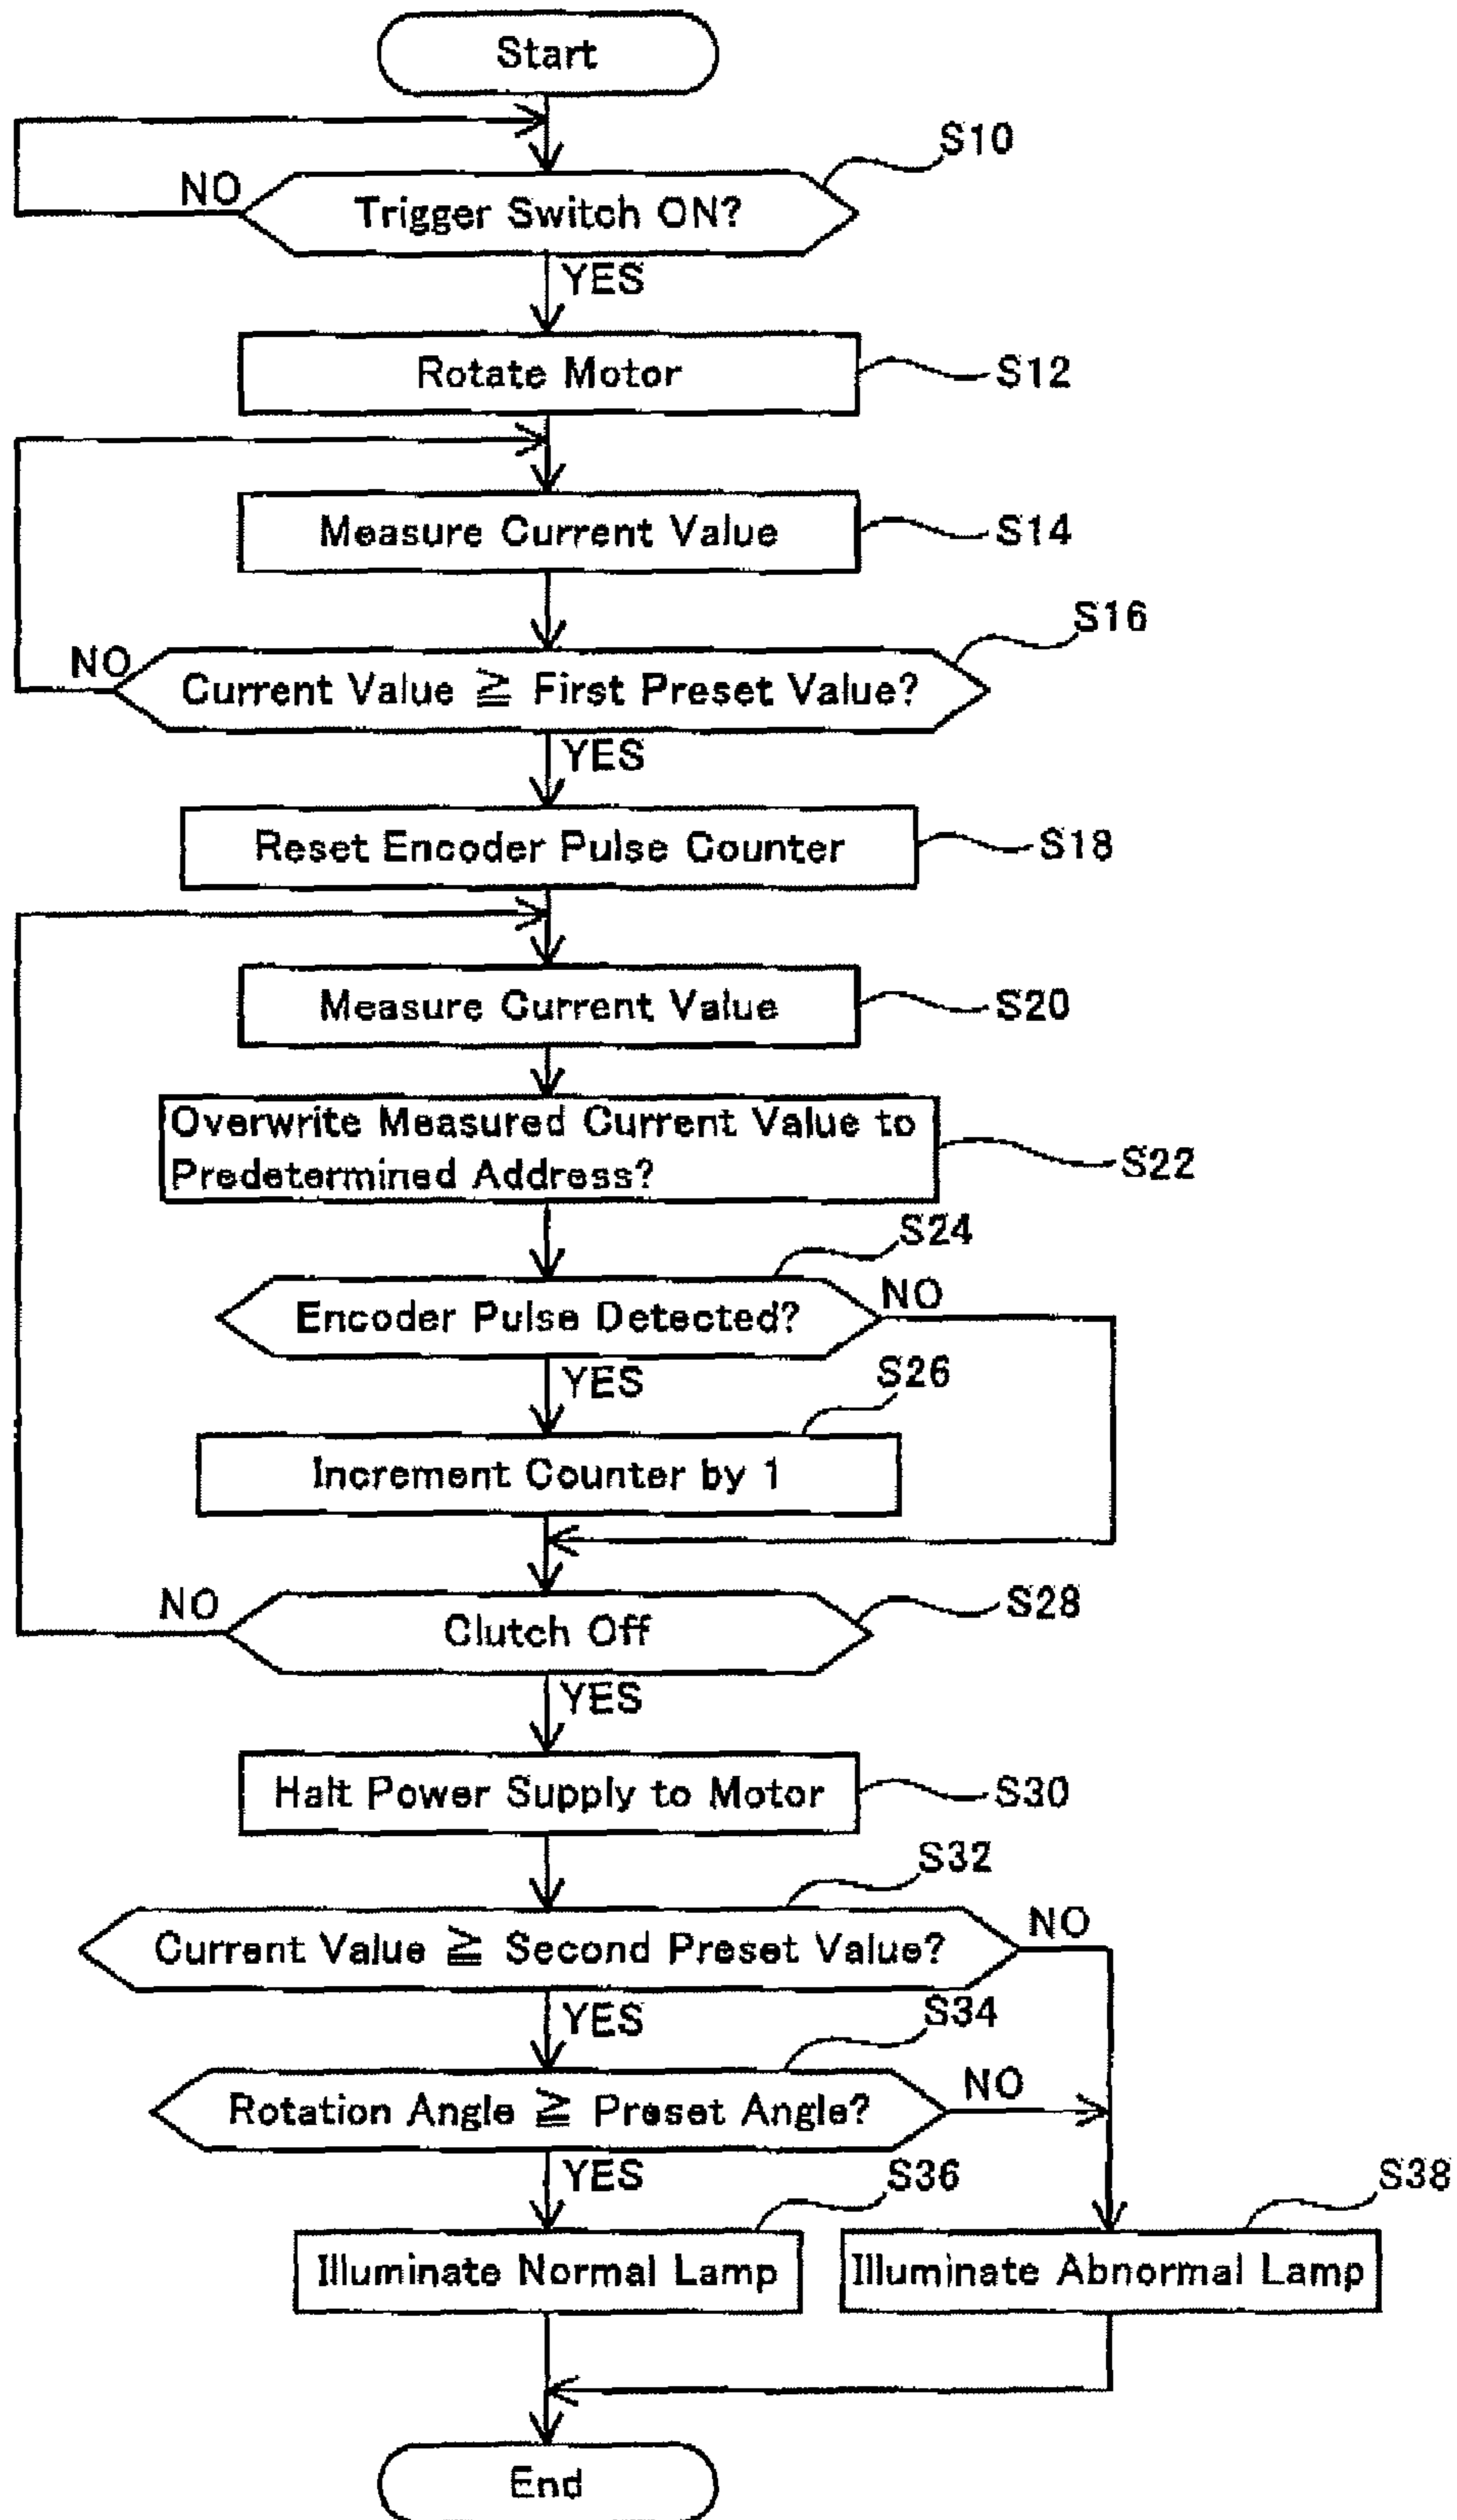 Start
S10
NO
Trigger Switch ON?
YES
Rotate Motor
S12
Measure Current Value
S14
S16
NO
Current Value ≧ First Preset Value?
YES
Reset Encoder Pulse Counter
S18
Measure Current Value
S20
Overwrite Measured Current Value to
Predetermined Address?
S22
S24
Encoder Pulse Detected?
NO
YES
S26
Increment Counter by 1
NO
Clutch Off
S28
YES
Halt Power Supply to Motor
S30
S32
Current Value ≧ Second Preset Value?
NO
YES
S34
Rotation Angle ≧ Preset Angle?
NO
YES
S36
S38
Illuminate Normal Lamp
Illuminate Abnormal Lamp
End